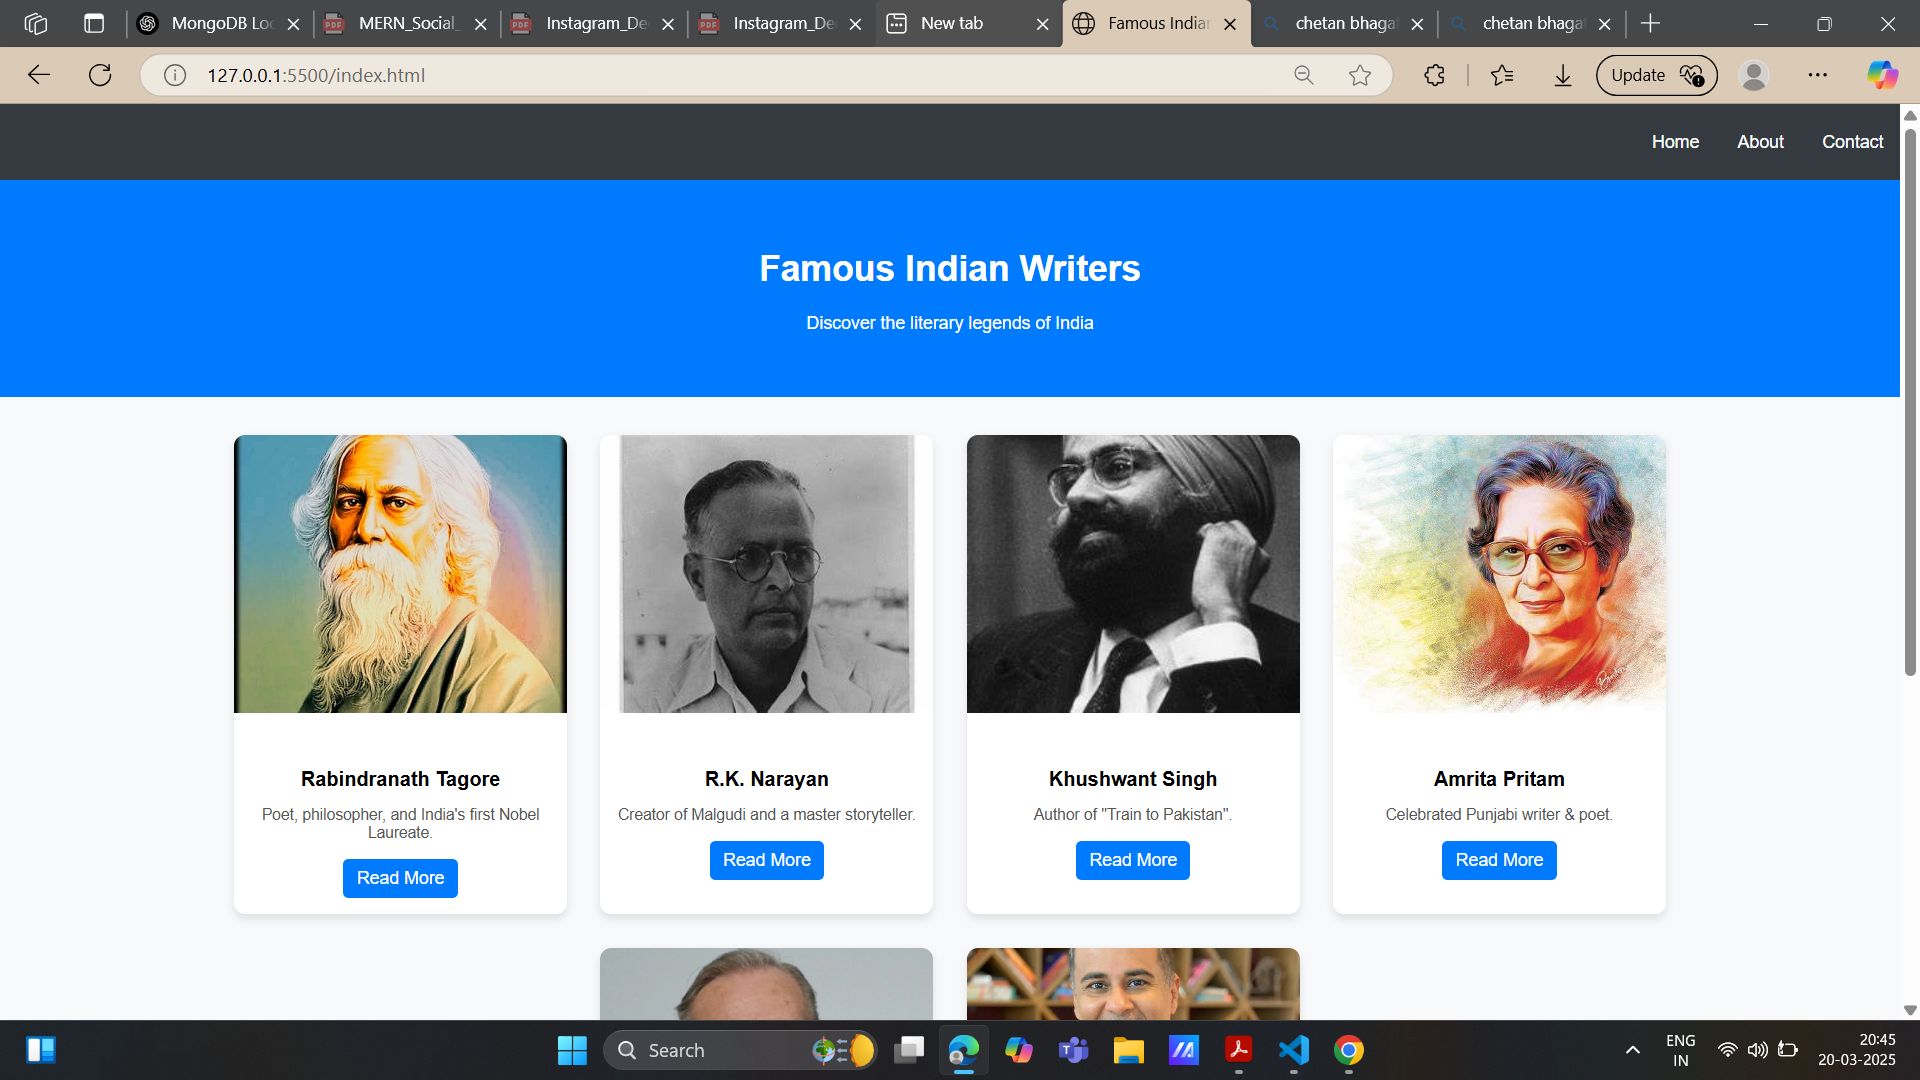 MongoDB Loc
MERN_Social_
Instagram_De
Instagram_De
New tab
Famous Indian
chetan bhaga
chetan bhaga
127.0.0.1:5500/index.html
Update
Home About Contact
Famous Indian Writers
Discover the literary legends of India
Rabindranath Tagore
Poet, philosopher, and India's first Nobel
Laureate.
Read More
R.K. Narayan
Creator of Malgudi and a master storyteller.
Read More
Khushwant Singh
Author of "Train to Pakistan".
Read More
Amrita Pritam
Celebrated Punjabi writer & poet.
Read More
Search
ENG
IN
20:45
20-03-2025